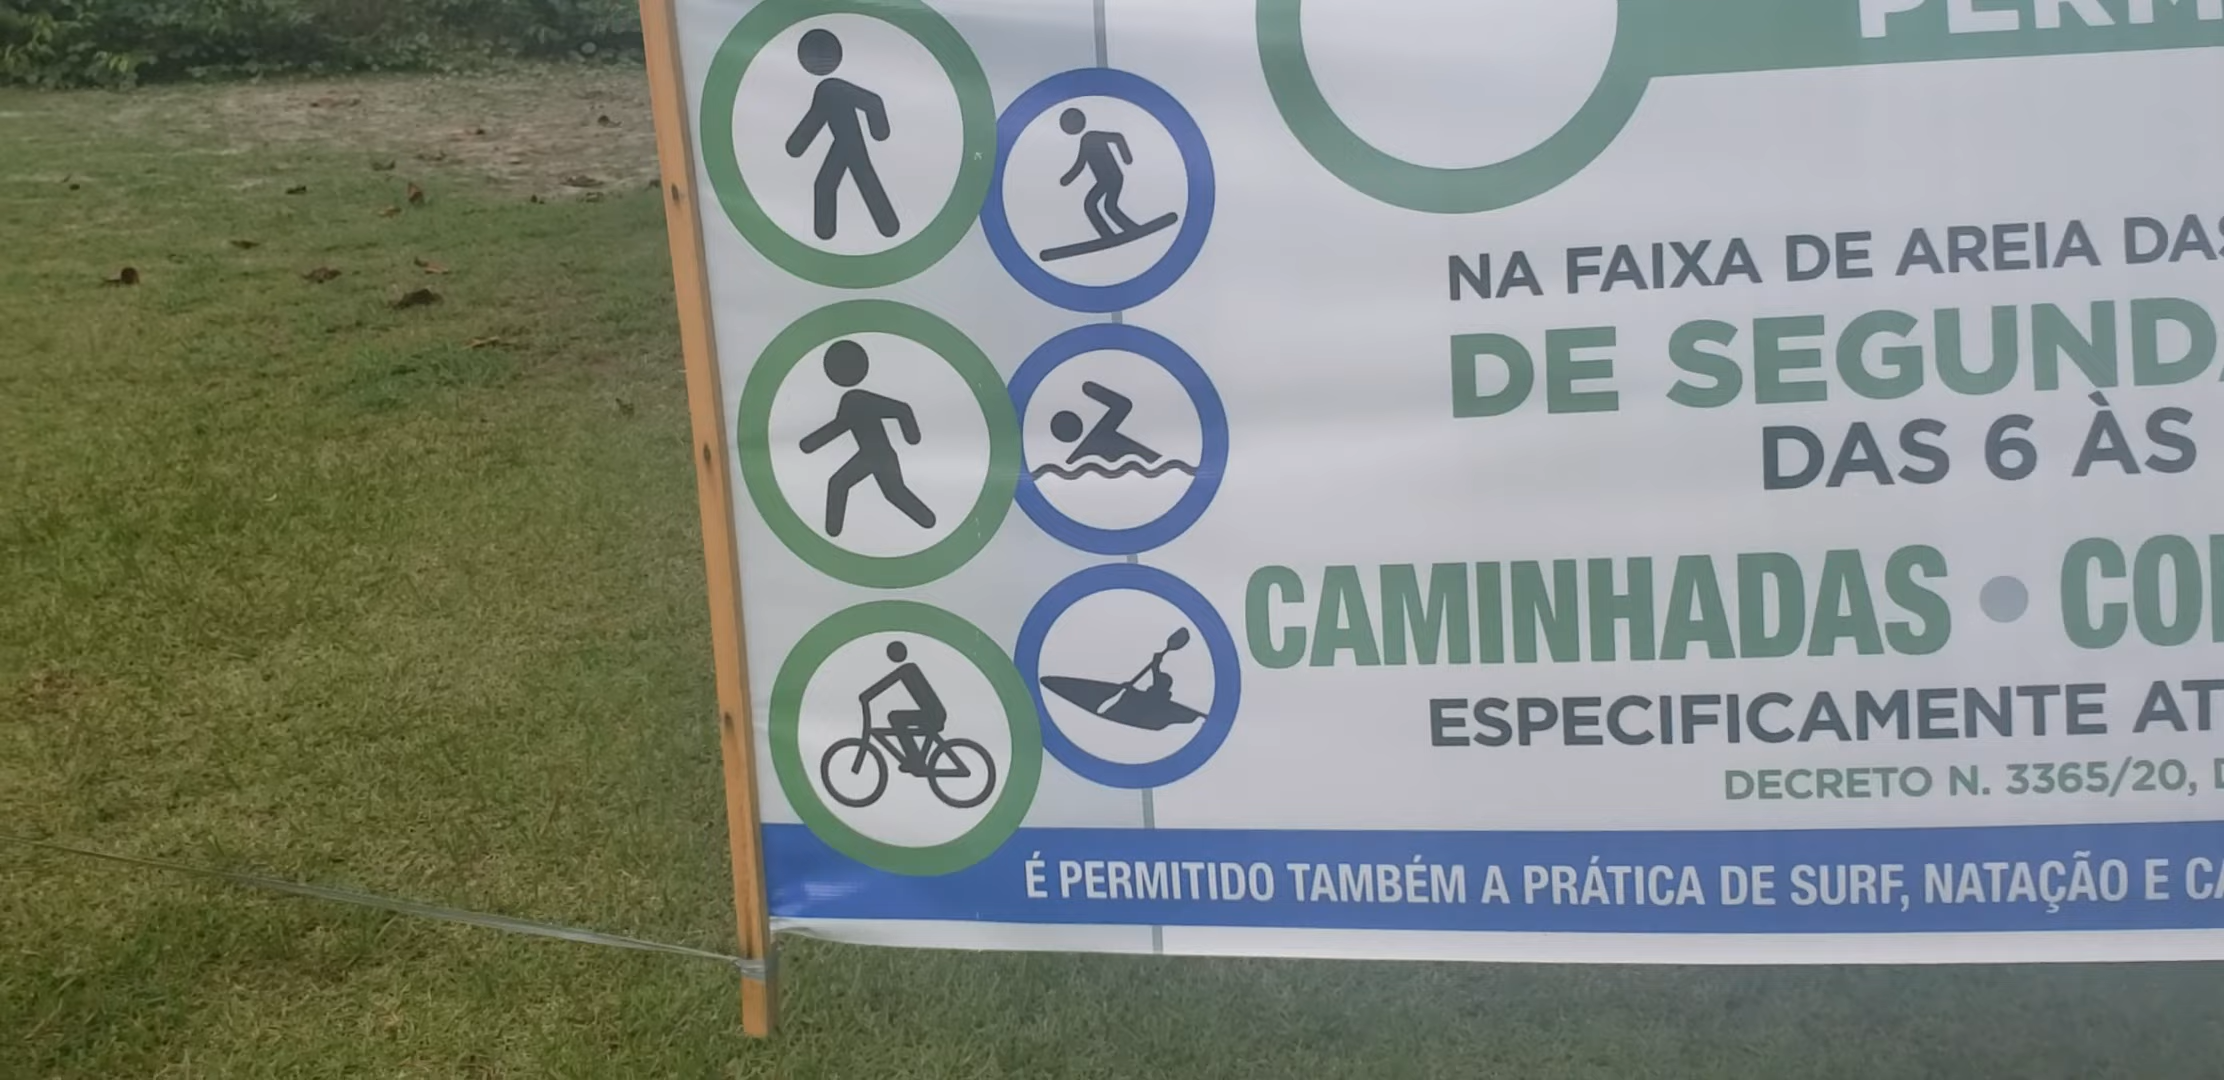 NA FAIXA DE AREIA
DE
DAS 6 ÀS
CAMINHADAS •
ESPECIFICAMENTE
DECRETO N. 3365/20,
É PERMITIDO TAMBÉM A PRÁTICA DE SURF, NATAÇÃO E